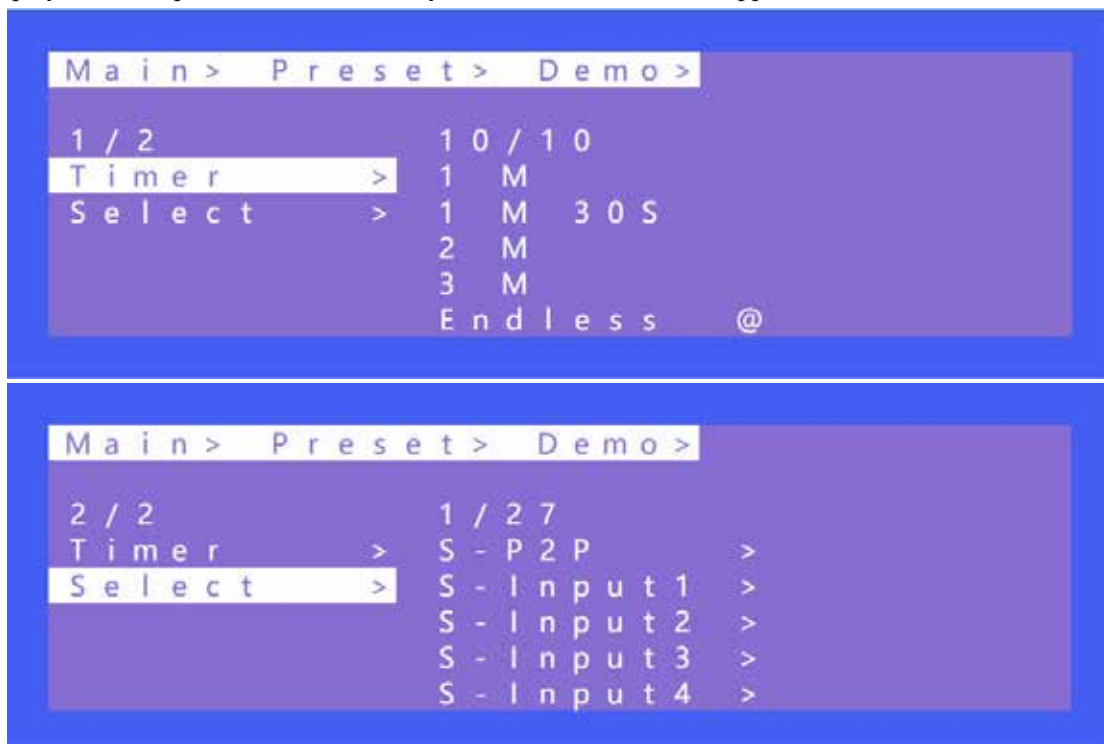 Main> Preset> Demo>
1/2 10/10
Timer > 1 M
Select > 1 M 30S
2 M
3 M
Endless @
Main> Preset> Demo>
2/2 1/27
Timer > S-P2P >
Select > S-Input1 >
S-Input2 >
S-Input3 >
S-Input4 >